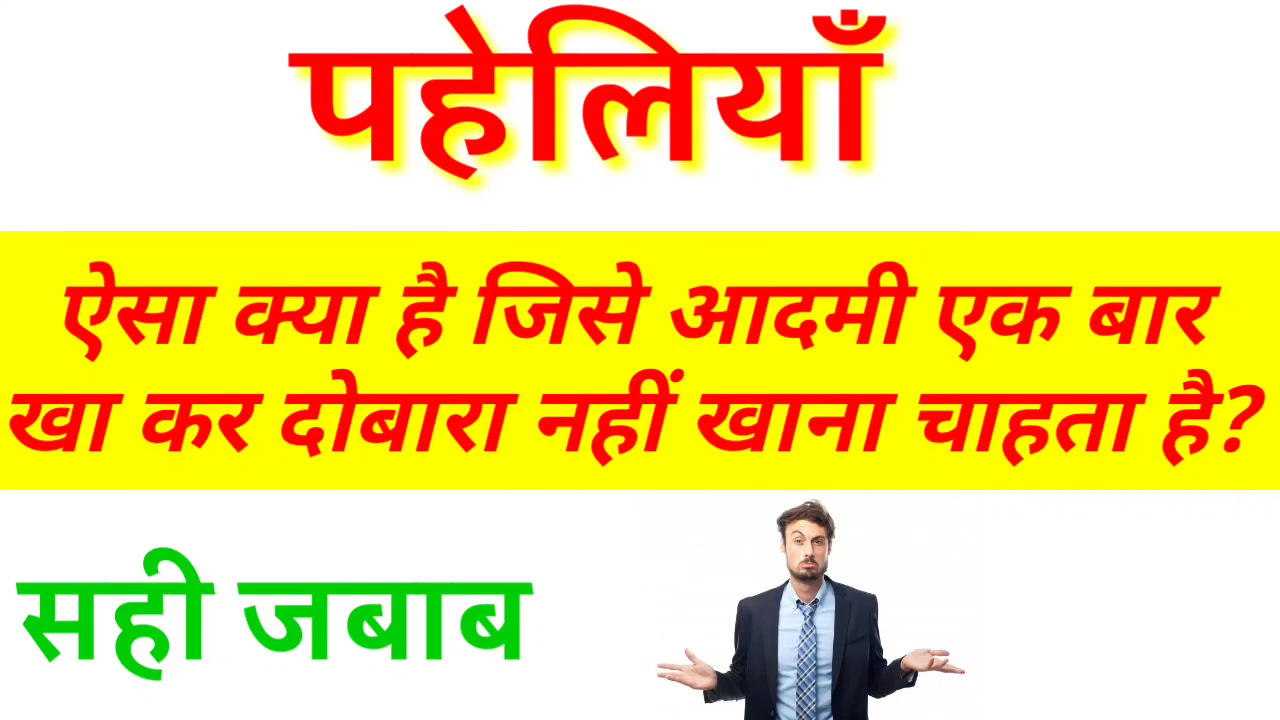 पहेलियाँ
ऐसा क्या है जिसे आदमी एक बार
खा कर दोबारा नहीं खाना चाहता है?
सही जबाब